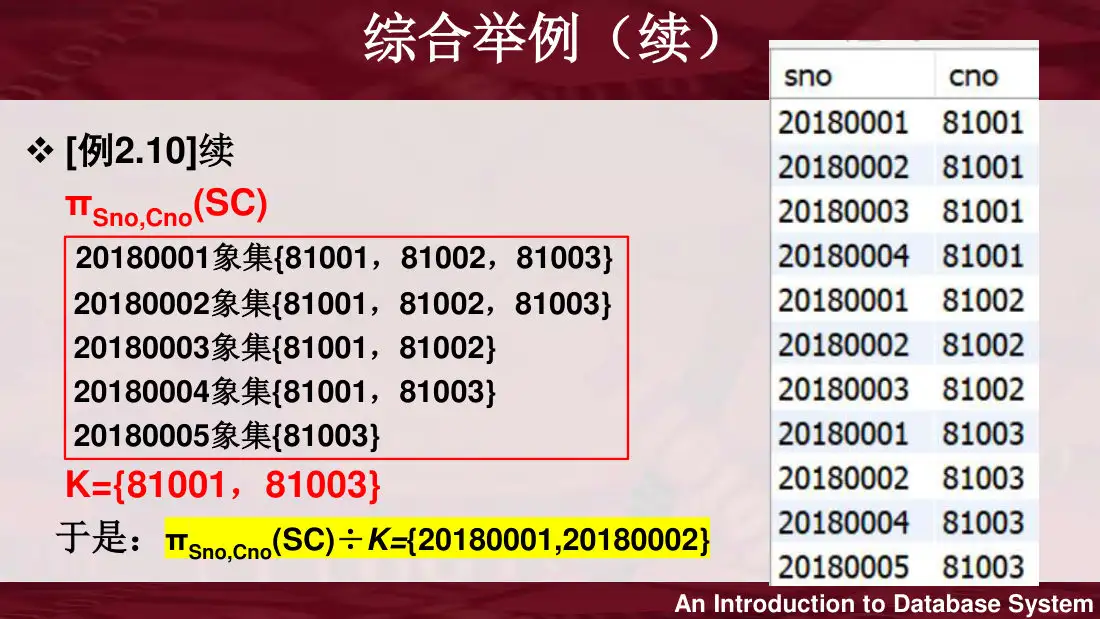 综合举例（续）
❖ [例2.10]续
πSno,Cno(SC)
20180001象集{81001，81002，81003}
20180002象集{81001，81002，81003}
20180003象集{81001，81002}
20180004象集{81001，81003}
20180005象集{81003}
K={81001，81003}
于是：πSno,Cno(SC)÷K={20180001,20180002}
sno cno
20180001 81001
20180002 81001
20180003 81001
20180004 81001
20180001 81002
20180002 81002
20180003 81002
20180001 81003
20180002 81003
20180004 81003
20180005 81003
An Introduction to Database System